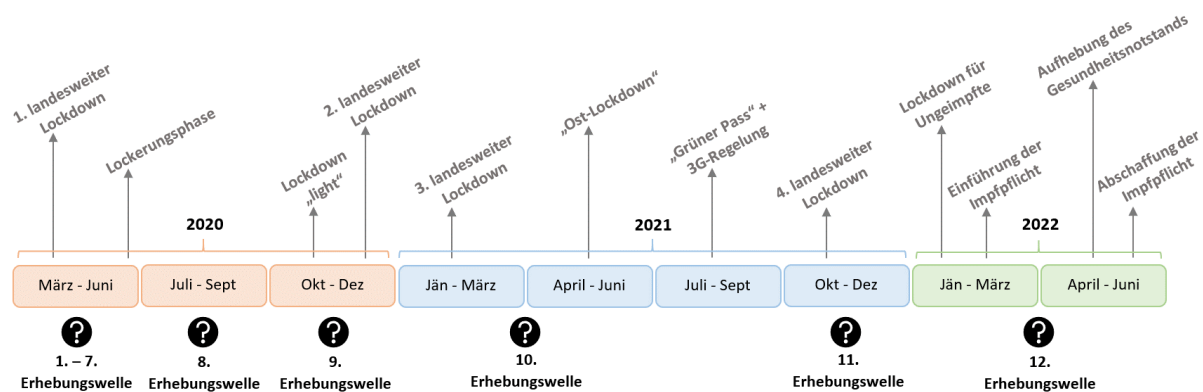 1. landesweiter
Lockdown
Lockerungsphase
Lockdown
„light“
2. landesweiter
Lockdown
3. landesweiter
Lockdown
„Ost-Lockdown“
„Grüner Pass“ +
3G-Regelung
4. landesweiter
Lockdown
Lockdown für
Ungeimpfte
Einführung der
Impfpflicht
Aufhebung des
Gesundheitsnotstands
Abschaffung der
Impfpflicht
2020
2021
2022
März - Juni
Juli - Sept
Okt - Dez
Jän - März
April - Juni
Juli - Sept
Okt - Dez
Jän - März
April - Juni
?
?
?
?
?
?
1. – 7.
Erhebungswelle
8.
Erhebungswelle
9.
Erhebungswelle
10.
Erhebungswelle
11.
Erhebungswelle
12.
Erhebungswelle